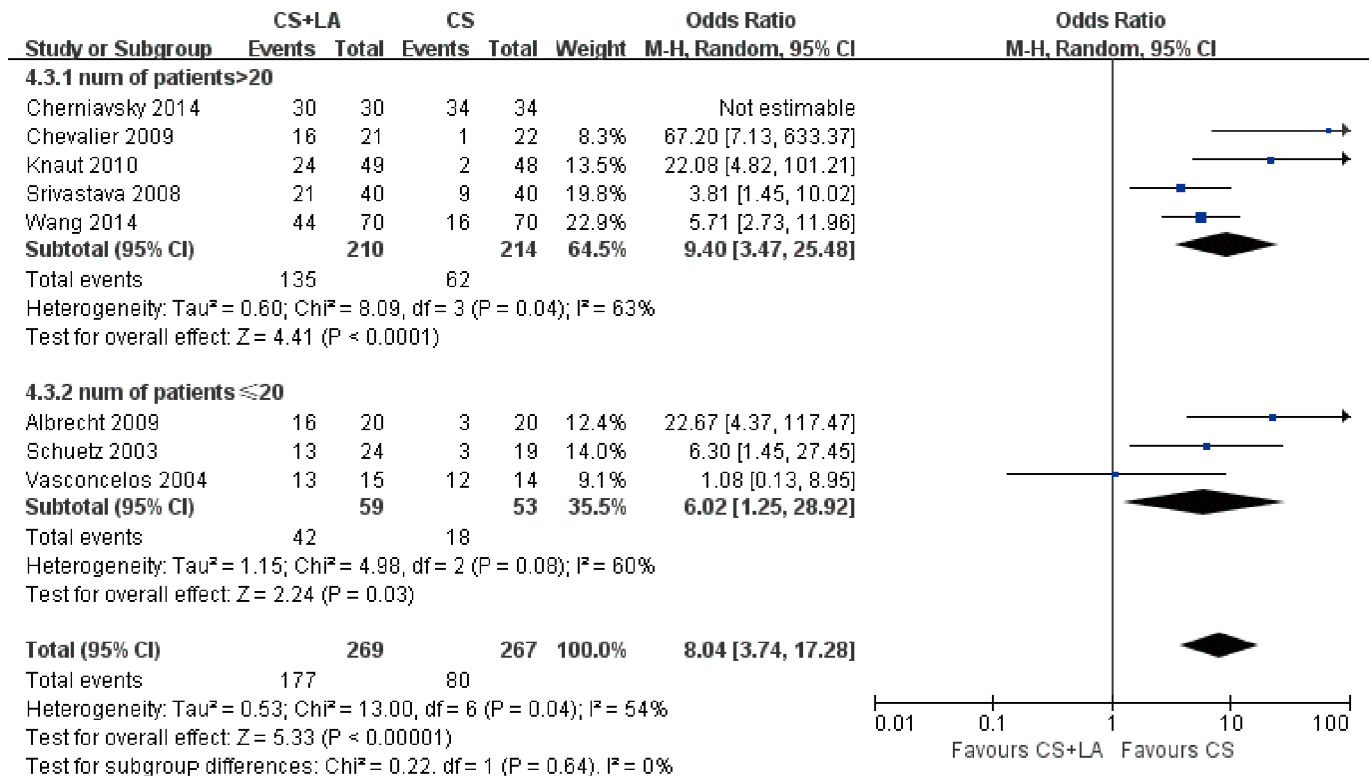 CS+LA CS Odds Ratio Odds Ratio
Study or Subgroup Events Total Events Total Weight M-H, Random, 95% CI M-H, Random, 95% CI
4.3.1 num of patients>20
Cherniavsky 2014 30 30 34 34 Not estimable
Chevalier 2009 16 21 1 22 8.3% 67.20 [7.13, 633.37]
Knaut 2010 24 49 2 48 13.5% 22.08 [4.82, 101.21]
Srivastava 2008 21 40 9 40 19.8% 3.81 [1.45, 10.02]
Wang 2014 44 70 16 70 22.9% 5.71 [2.73, 11.96]
Subtotal (95% CI) 210 214 64.5% 9.40 [3.47, 25.48]
Total events 135 62
Heterogeneity: Tau² = 0.60; Chi² = 8.09, df = 3 (P = 0.04); I² = 63%
Test for overall effect: Z = 4.41 (P < 0.0001)
4.3.2 num of patients≤20
Albrecht 2009 16 20 3 20 12.4% 22.67 [4.37, 117.47]
Schuetz 2003 13 24 3 19 14.0% 6.30 [1.45, 27.45]
Vasconcelos 2004 13 15 12 14 9.1% 1.08 [0.13, 8.95]
Subtotal (95% CI) 59 53 35.5% 6.02 [1.25, 28.92]
Total events 42 18
Heterogeneity: Tau² = 1.15; Chi² = 4.98, df = 2 (P = 0.08); I² = 60%
Test for overall effect: Z = 2.24 (P = 0.03)
Total (95% CI) 269 267 100.0% 8.04 [3.74, 17.28]
Total events 177 80
Heterogeneity: Tau² = 0.53; Chi² = 13.00, df = 6 (P = 0.04); I² = 54%
Test for overall effect: Z = 5.33 (P < 0.00001)
Test for subgroup differences: Chi² = 0.22. df = 1 (P = 0.64). I² = 0%
0.01 0.1 1 10 100
Favours CS+LA Favours CS